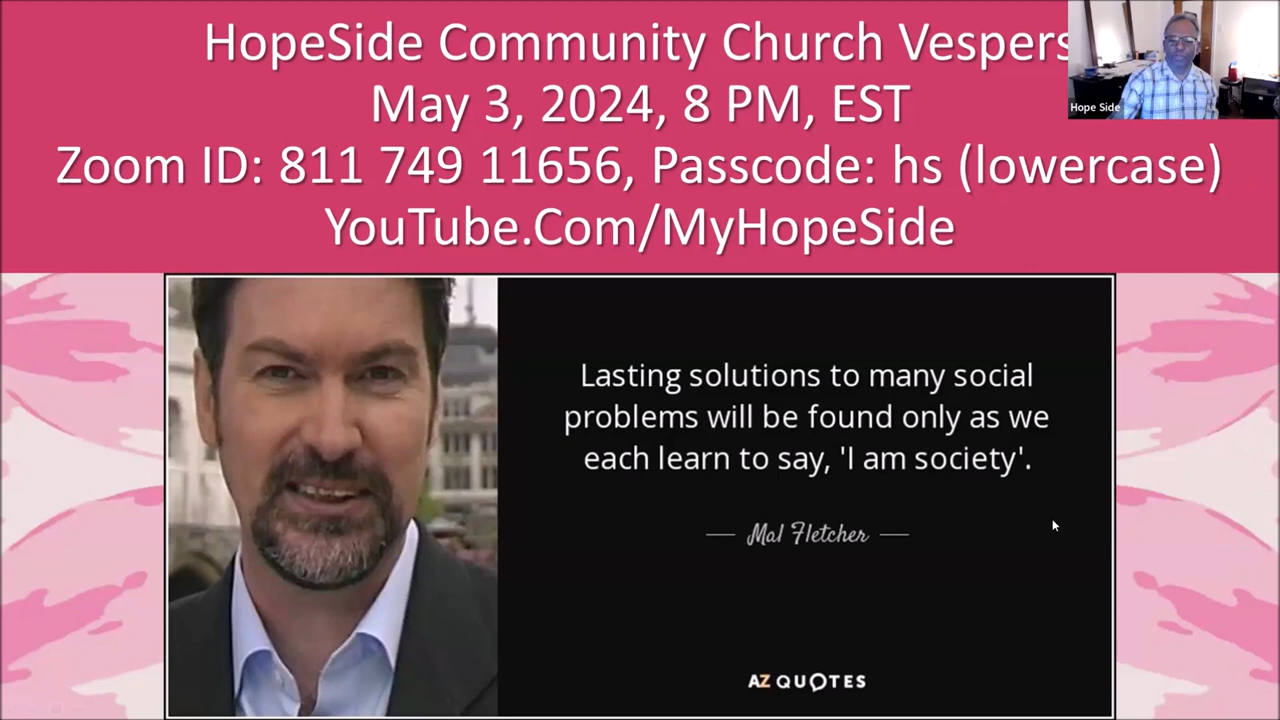 HopeSide Community Church Vespers
May 3, 2024, 8 PM, EST
Zoom ID: 811 749 11656, Passcode: hs (lowercase)
YouTube.Com/MyHopeSide
Hope Side
Lasting solutions to many social
problems will be found only as we
each learn to say, 'I am society'.
— Mal Fletcher —
AZ QUOTES